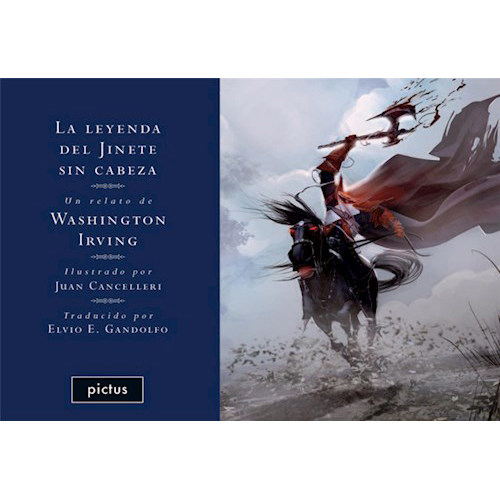 La leyenda
del Jinete
sin cabeza
Un relato de
Washington
Irving
Ilustrado por
Juan Cancelleri
Traducido por
Elvio E. Gandolfo
pictus